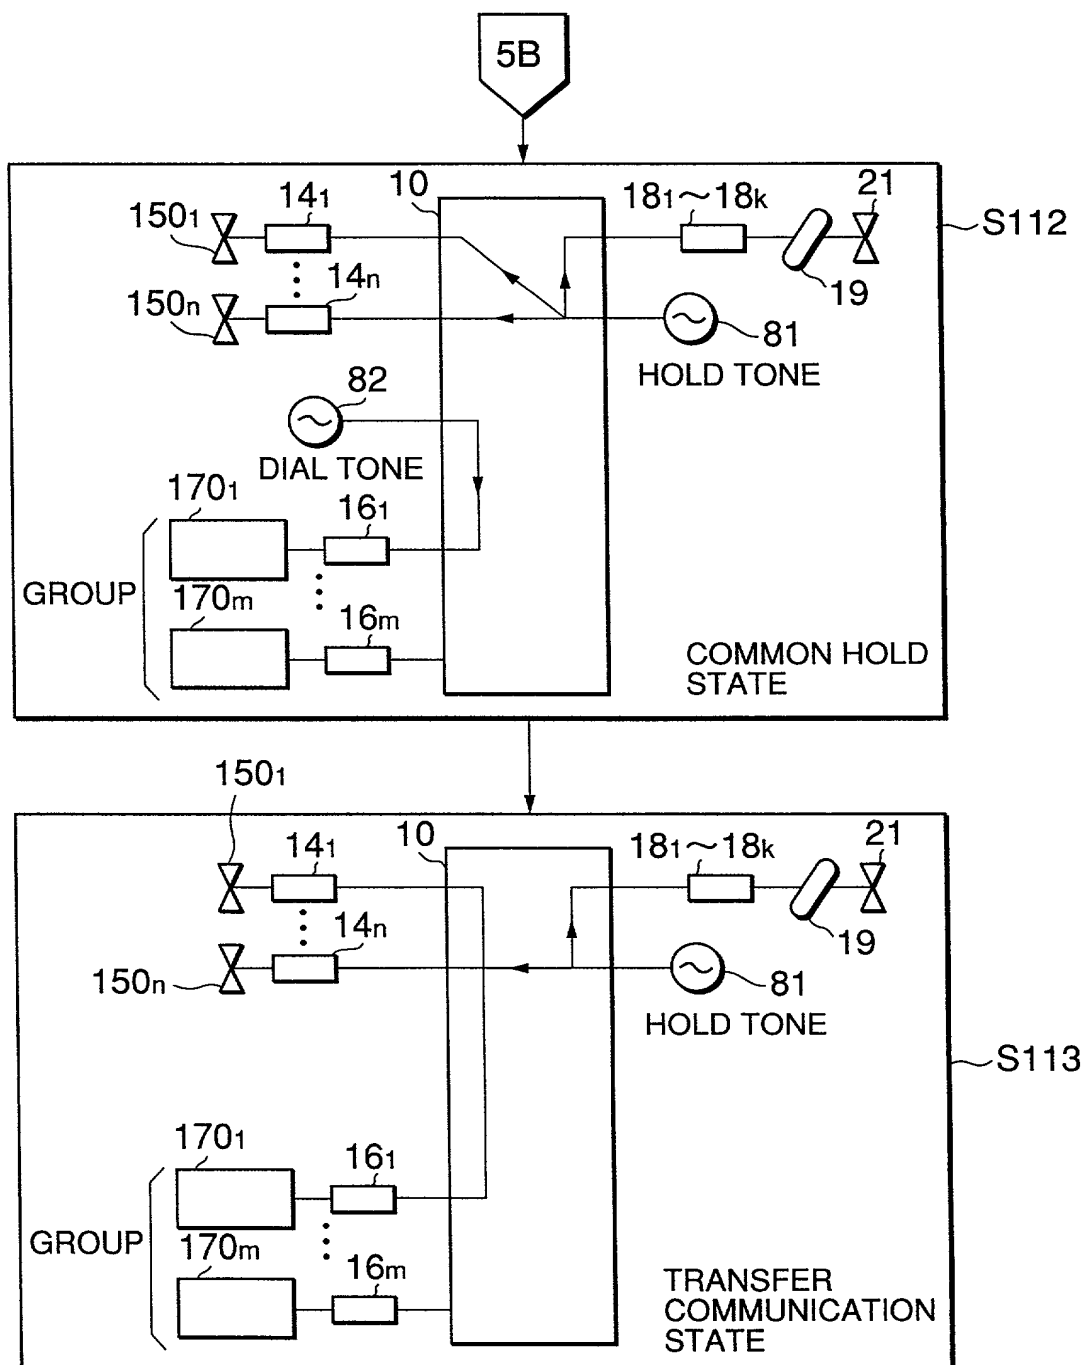 5B
10
14₁
150₁
18₁~18k
21
S112
150n
14n
19
81
HOLD TONE
82
DIAL TONE
170₁
16₁
GROUP
170m
16m
COMMON HOLD
STATE
150₁
10
14₁
18₁~18k
21
14n
150n
19
81
HOLD TONE
S113
170₁
16₁
GROUP
170m
16m
TRANSFER
COMMUNICATION
STATE